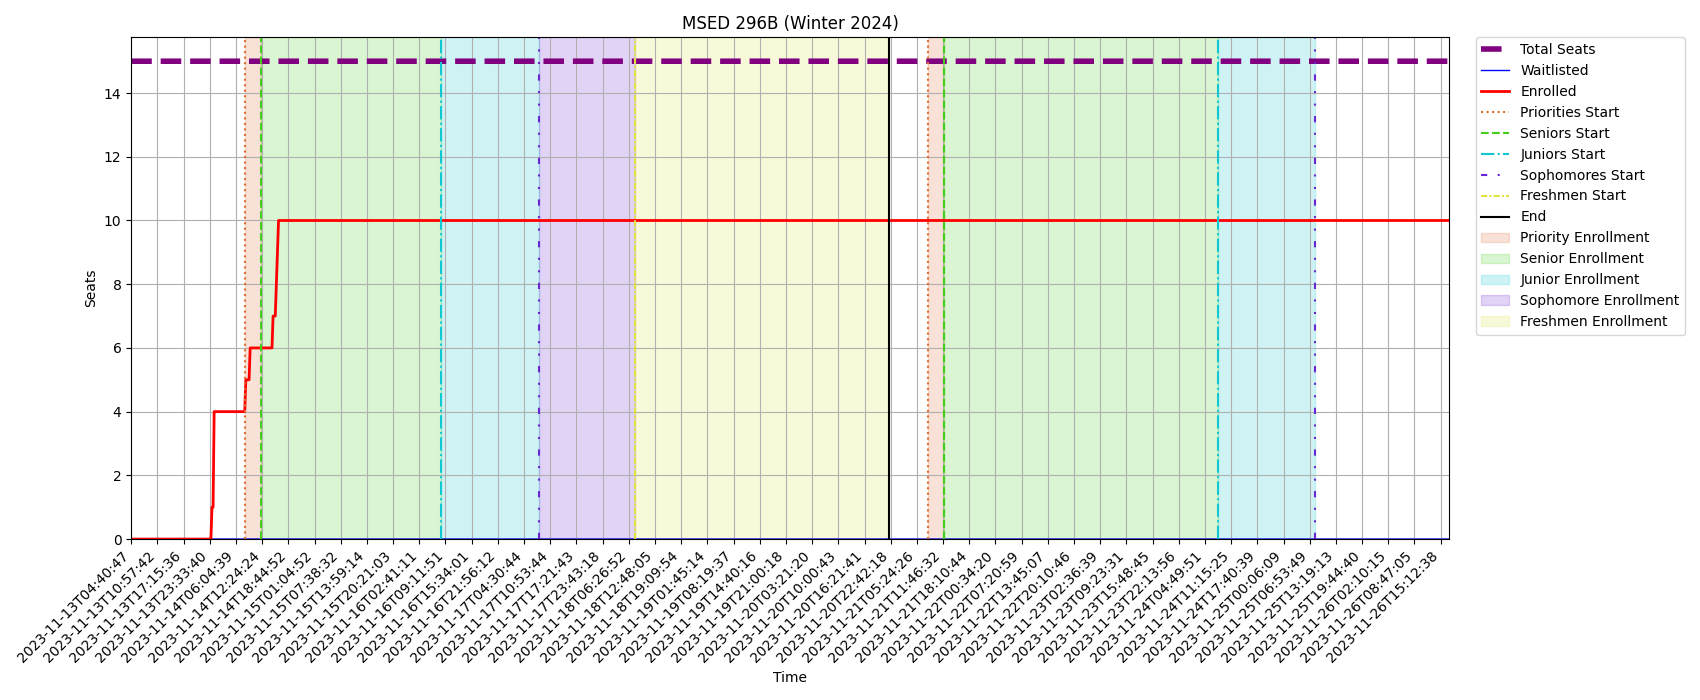 MSED 296B (Winter 2024)
Seats
14
12
10
8
6
4
2
0
2023-11-13T04:40:47
2023-11-13T10:57:42
2023-11-13T17:15:36
2023-11-13T23:33:40
2023-11-14T06:04:39
2023-11-14T12:24:24
2023-11-14T18:44:52
2023-11-15T01:04:52
2023-11-15T07:38:32
2023-11-15T13:59:14
2023-11-15T20:21:03
2023-11-16T02:41:11
2023-11-16T09:11:51
2023-11-16T15:34:01
2023-11-16T21:56:12
2023-11-17T04:30:44
2023-11-17T10:53:44
2023-11-17T17:21:43
2023-11-17T23:43:18
2023-11-18T06:26:52
2023-11-18T12:48:05
2023-11-18T19:09:54
2023-11-19T01:45:14
2023-11-19T08:19:37
2023-11-19T14:40:16
2023-11-19T21:00:18
2023-11-20T03:21:20
2023-11-20T10:00:43
2023-11-20T16:21:41
2023-11-20T22:42:18
2023-11-21T05:24:26
2023-11-21T11:46:32
2023-11-21T18:10:44
2023-11-22T00:34:20
2023-11-22T07:20:59
2023-11-22T13:45:07
2023-11-22T20:10:46
2023-11-23T02:36:39
2023-11-23T09:23:31
2023-11-23T15:48:45
2023-11-23T22:13:56
2023-11-24T04:49:51
2023-11-24T11:15:25
2023-11-24T17:40:39
2023-11-25T00:06:09
2023-11-25T06:53:49
2023-11-25T13:19:13
2023-11-25T19:44:40
2023-11-26T02:10:15
2023-11-26T08:47:05
2023-11-26T15:12:38
Time
Total Seats
Waitlisted
Enrolled
Priorities Start
Seniors Start
Juniors Start
Sophomores Start
Freshmen Start
End
Priority Enrollment
Senior Enrollment
Junior Enrollment
Sophomore Enrollment
Freshmen Enrollment